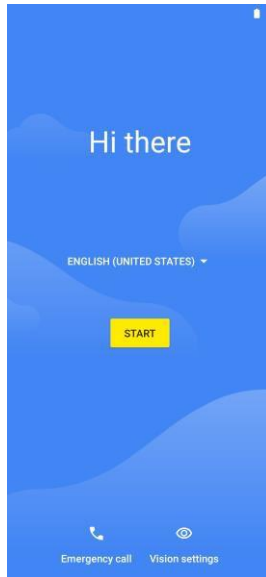 Hi there
ENGLISH (UNITED STATES)
START
Emergency call Vision settings